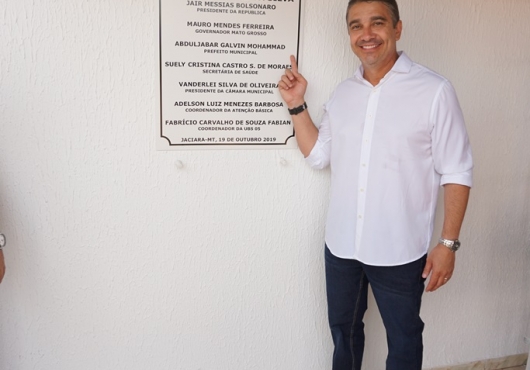 JAIR MESSIAS BOLSONARO
PRESIDENTE DA REPÚBLICA
MAURO MENDES FERREIRA
GOVERNADOR MATO GROSSO
ABDULJABAR GALVIN MOHAMMAD
PREFEITO MUNICIPAL
SUELY CRISTINA CASTRO S. DE MORAES
SECRETÁRIA DE SAÚDE
VANDERLEI SILVA DE OLIVEIRA
PRESIDENTE DA CÂMARA MUNICIPAL
ADELSON LUIZ MENEZES BARBOSA
COORDENADOR DA ATENÇÃO BÁSICA
FABRÍCIO CARVALHO DE SOUZA FABIAN
COORDENADOR DA UBS 05
JACIARA-MT, 19 DE OUTUBRO 2019